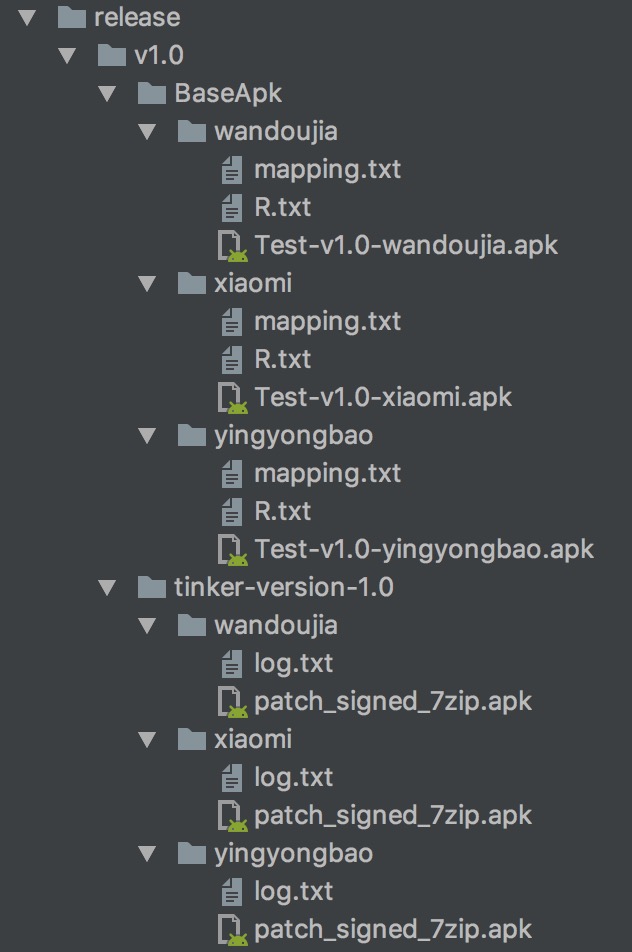 release
v1.0
BaseApk
wandoujia
mapping.txt
R.txt
Test-v1.0-wandoujia.apk
xiaomi
mapping.txt
R.txt
Test-v1.0-xiaomi.apk
yingyongbao
mapping.txt
R.txt
Test-v1.0-yingyongbao.apk
tinker-version-1.0
wandoujia
log.txt
patch_signed_7zip.apk
xiaomi
log.txt
patch_signed_7zip.apk
yingyongbao
log.txt
patch_signed_7zip.apk